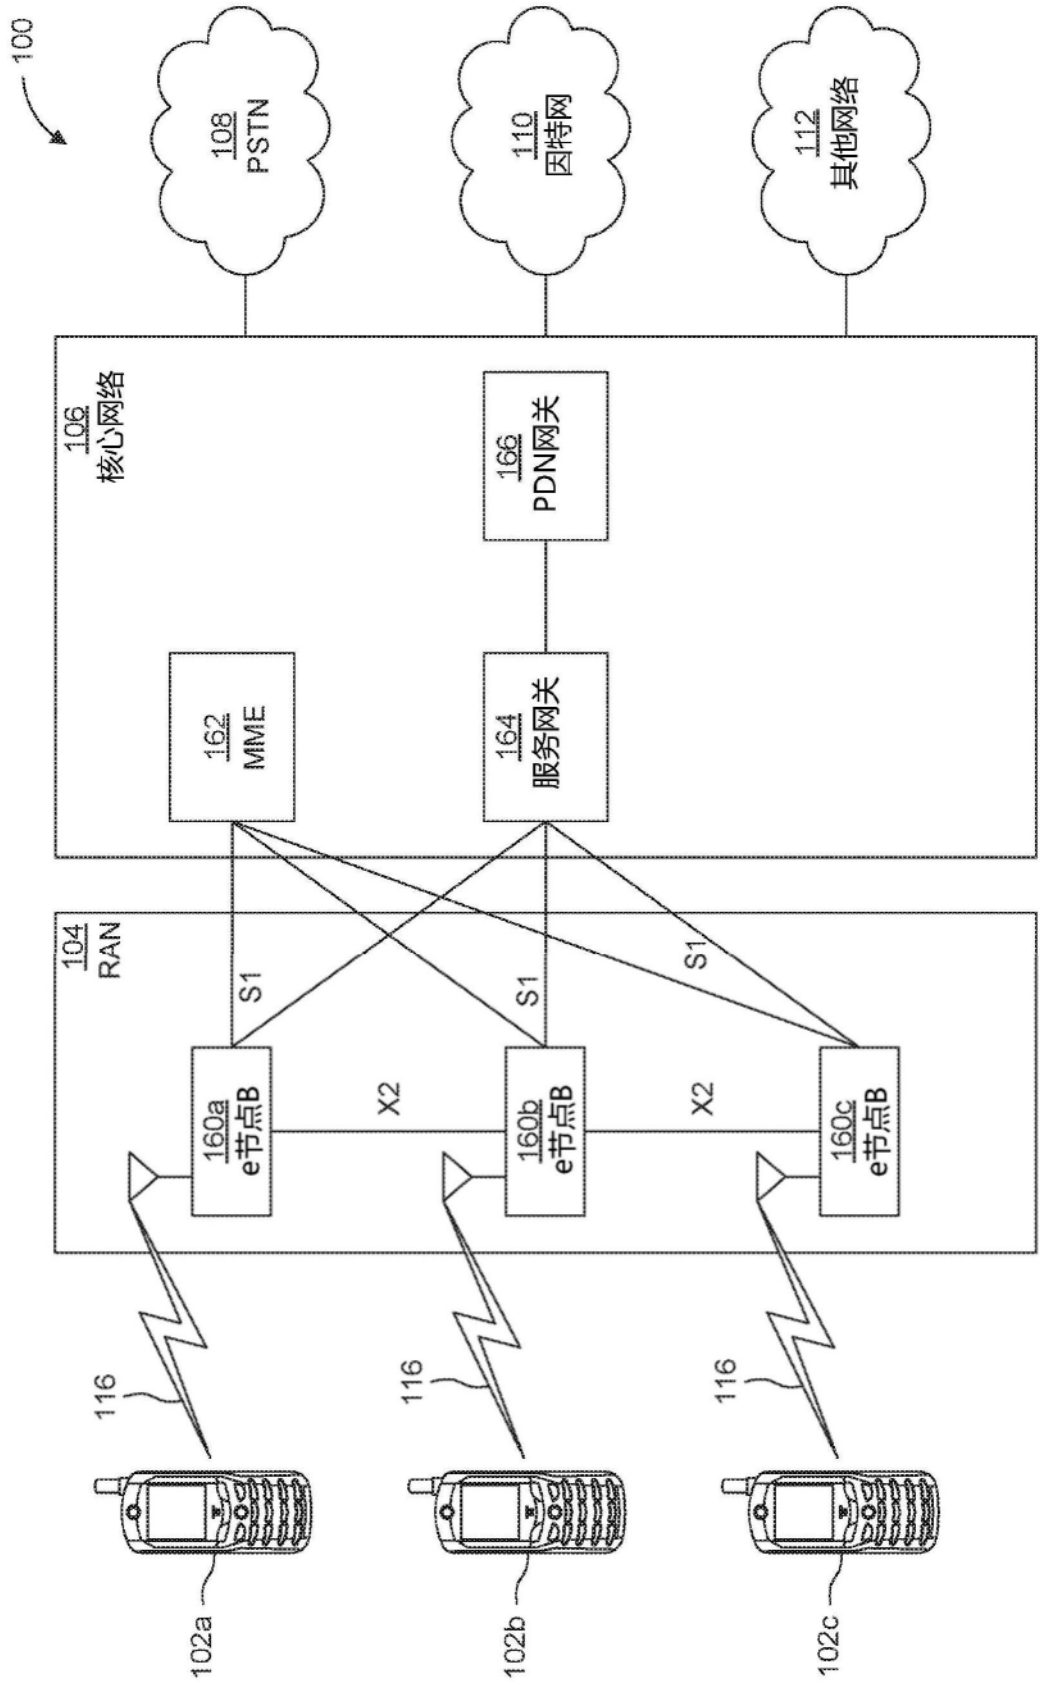 100
108
PSTN
110
因特网
112
其他网络
106
核心网络
162
MME
164
服务网关
166
PDN网关
104
RAN
S1
S1
S1
160a
e节点B
X2
160b
e节点B
X2
160c
e节点B
116
116
116
102a
102b
102c